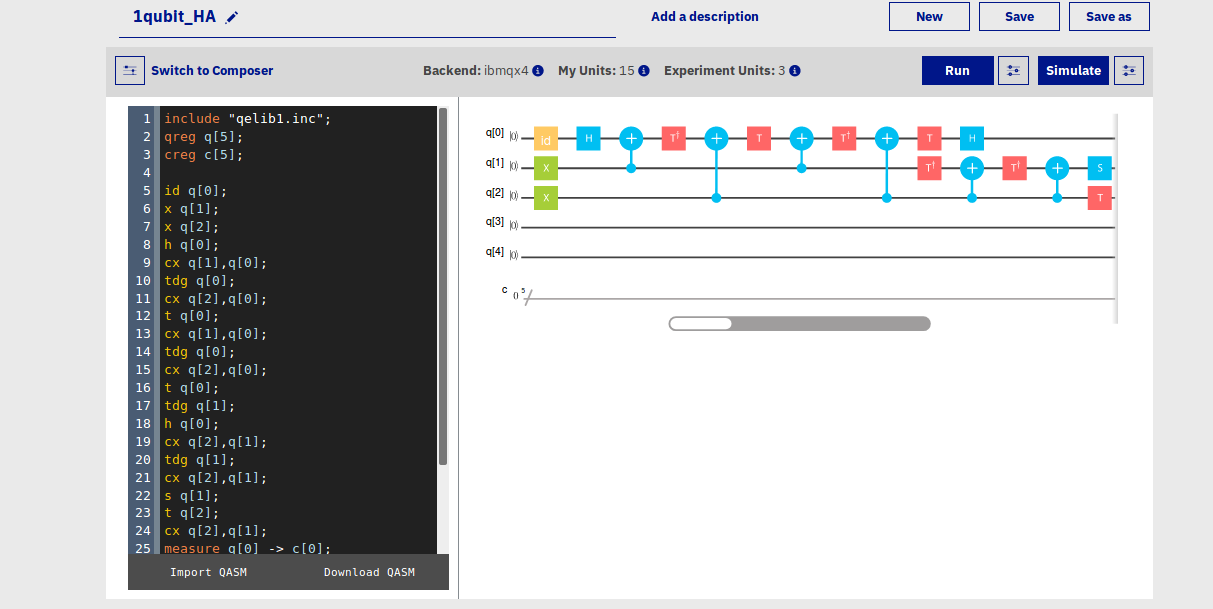 1qubit_HA Add a description New Save Save as
Switch to Composer Backend: ibmqx4 My Units: 15 Experiment Units: 3 Run Simulate
1 include "qelib1.inc";
2 qreg q[5];
3 creg c[5];
4
5 id q[0];
6 x q[1];
7 x q[2];
8 h q[0];
9 cx q[1],q[0];
10 tdg q[0];
11 cx q[2],q[0];
12 t q[0];
13 cx q[1],q[0];
14 tdg q[0];
15 cx q[2],q[0];
16 t q[0];
17 tdg q[1];
18 h q[0];
19 cx q[2],q[1];
20 tdg q[1];
21 cx q[2],q[1];
22 s q[1];
23 t q[2];
24 cx q[2],q[1];
25 measure q[0] -> c[0];
Import QASM Download QASM
q[0] |0⟩ id H + T† + T + T† + T H
q[1] |0⟩ X T† + T† + S
q[2] |0⟩ X T
q[3] |0⟩
q[4] |0⟩
c 0 5